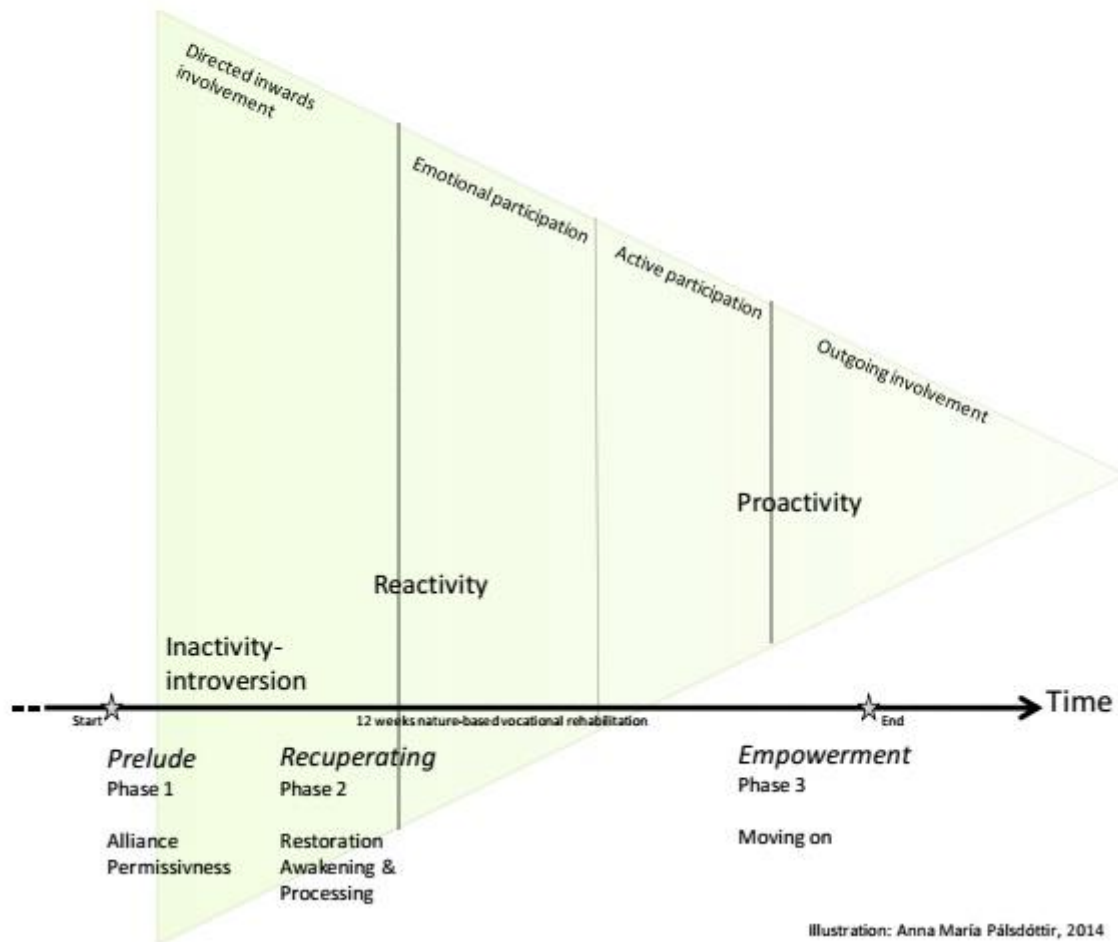 Directed inwards
involvement
Emotional participation
Active participation
Outgoing involvement
Proactivity
Reactivity
Inactivity-
introversion
Time
Start
12 weeks nature-based vocational rehabilitation
End
Prelude
Phase 1
Alliance
Permissivness
Recuperating
Phase 2
Restoration
Awakening &
Processing
Empowerment
Phase 3
Moving on
Illustration: Anna María Pálsdóttir, 2014